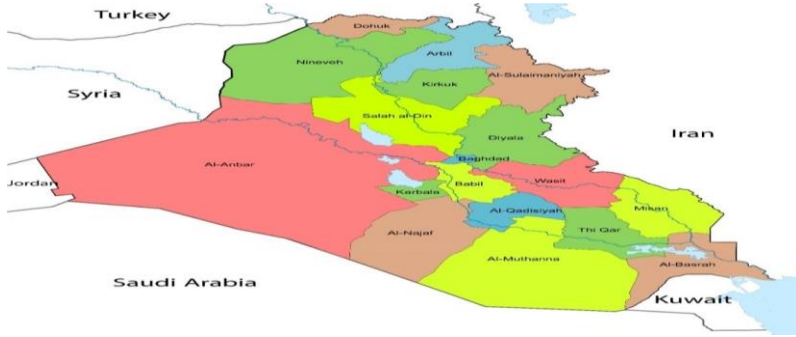 Turkey
Dohuk
Arbil
Nineveh
Al-Sulaimaniyah
Kirkuk
Syria
Salah al-Din
Iran
Diyala
Al-Anbar
Baghdad
Jordan
Wasit
Babil
Karbala
Misan
Al-Qadisiyah
Al-Najaf
Thi Qar
Al-Muthanna
Al-Basrah
Saudi Arabia
Kuwait